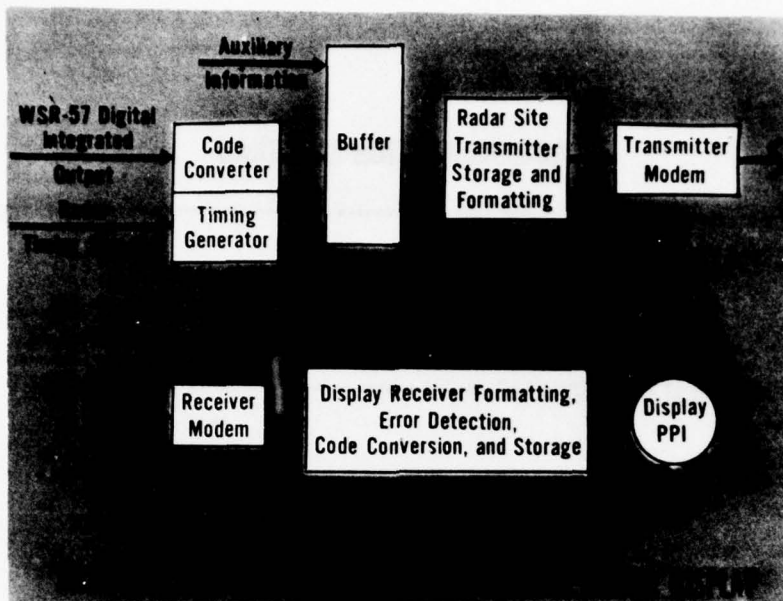 Auxiliary
Information
WSR-57 Digital
Integrated
Output
Code
Converter
Timing
Generator
Buffer
Radar Site
Transmitter
Storage and
Formatting
Transmitter
Modem
Receiver
Modem
Display Receiver Formatting,
Error Detection,
Code Conversion, and Storage
Display
PPI